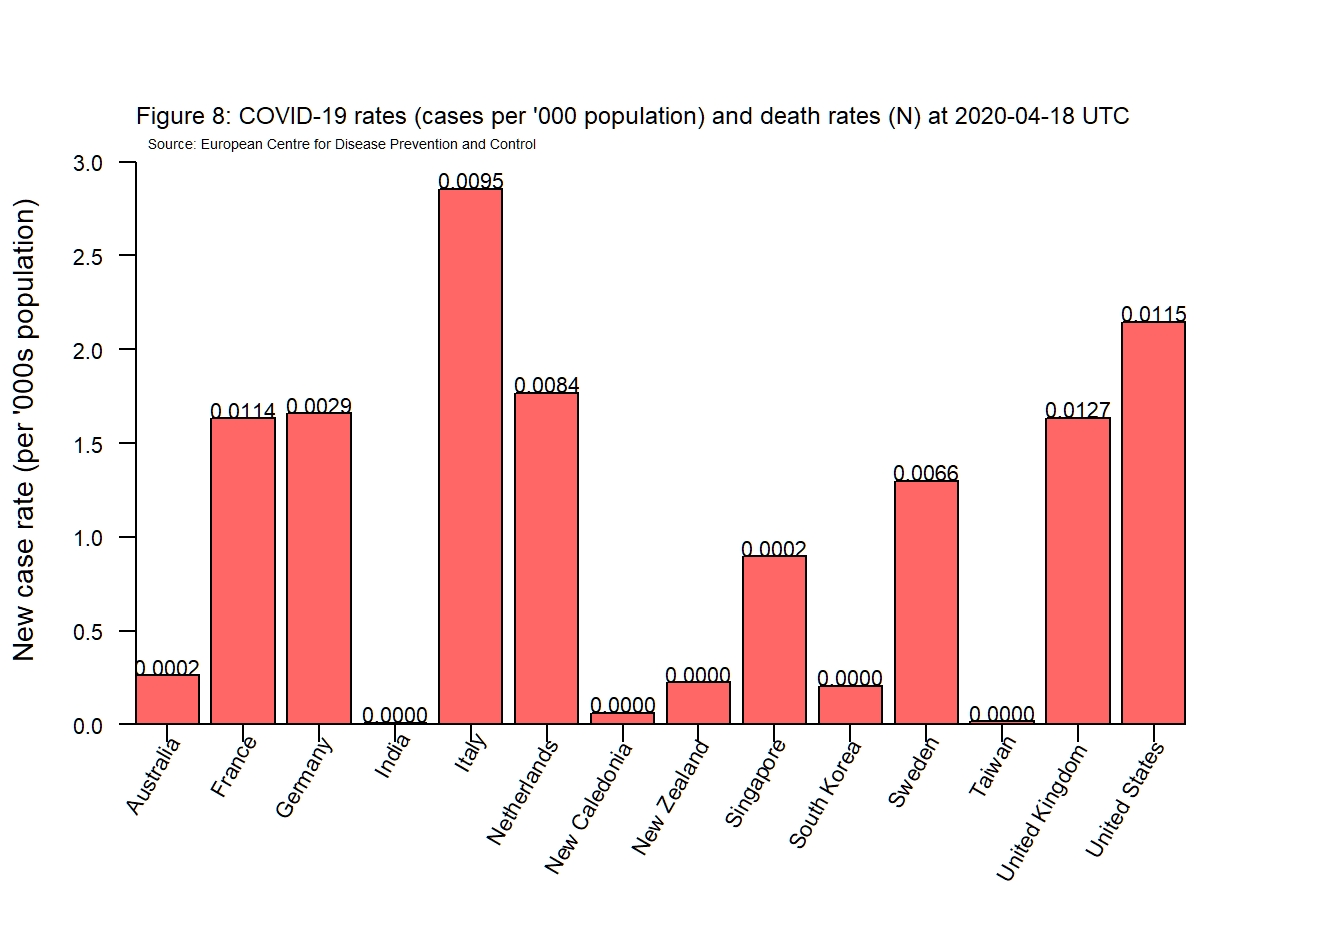 Figure 8: COVID-19 rates (cases per '000 population) and death rates (N) at 2020-04-18 UTC
Source: European Centre for Disease Prevention and Control
New case rate (per '000s population)
3.0
2.5
2.0
1.5
1.0
0.5
0.0
0.0002
0.0114
0.0029
0.0000
0.0095
0.0084
0.0000
0.0000
0.0002
0.0000
0.0066
0.0000
0.0127
0.0115
Australia
France
Germany
India
Italy
Netherlands
New Caledonia
New Zealand
Singapore
South Korea
Sweden
Taiwan
United Kingdom
United States